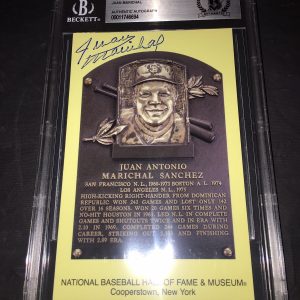 BECKETT
JUAN MARICHAL
AUTHENTIC AUTOGRAPH
00011746694
BECKETT
Juan Marichal
JUAN ANTONIO
MARICHAL SANCHEZ
SAN FRANCISCO N.L., 1960-1973 BOSTON A.L. 1974
LOS ANGELES N.L., 1975
HIGH-KICKING RIGHT-HANDER FROM DOMINICAN
REPUBLIC WON 243 GAMES AND LOST ONLY 142
OVER 16 SEASONS. WON 20 GAMES SIX TIMES AND
NO-HIT HOUSTON IN 1963. LED N.L. IN COMPLETE
GAMES AND SHUTOUTS TWICE AND IN ERA WITH
2.10 IN 1969. COMPLETED 244 GAMES DURING
CAREER, STRIKING OUT 2,303 AND FINISHING
WITH 2.89 ERA.
NATIONAL BASEBALL HALL OF FAME & MUSEUM®
Cooperstown, New York